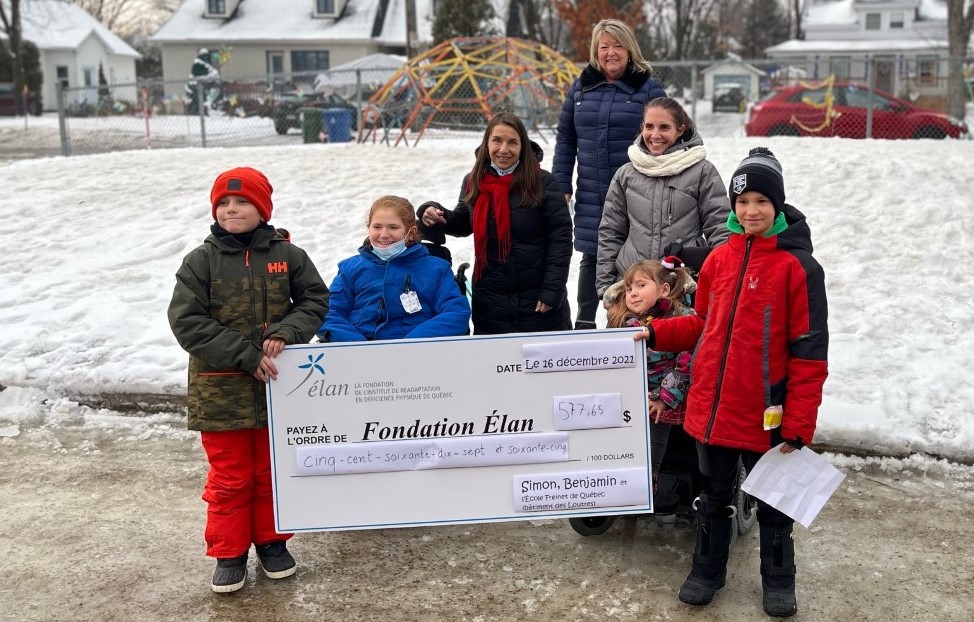 HH
élan
LA FONDATION
DE L'INSTITUT DE RÉADAPTATION
EN DÉFICIENCE PHYSIQUE DE QUÉBEC
DATE Le 16 décembre 2022
577,65 $
PAYEZ À
L'ORDRE DE Fondation Élan
Cinq-cent-soixante-dix-sept et soixante-cinq
/ 100 DOLLARS
Simon, Benjamin et
l'École Freinet de Québec
(bâtiment des Loutres)